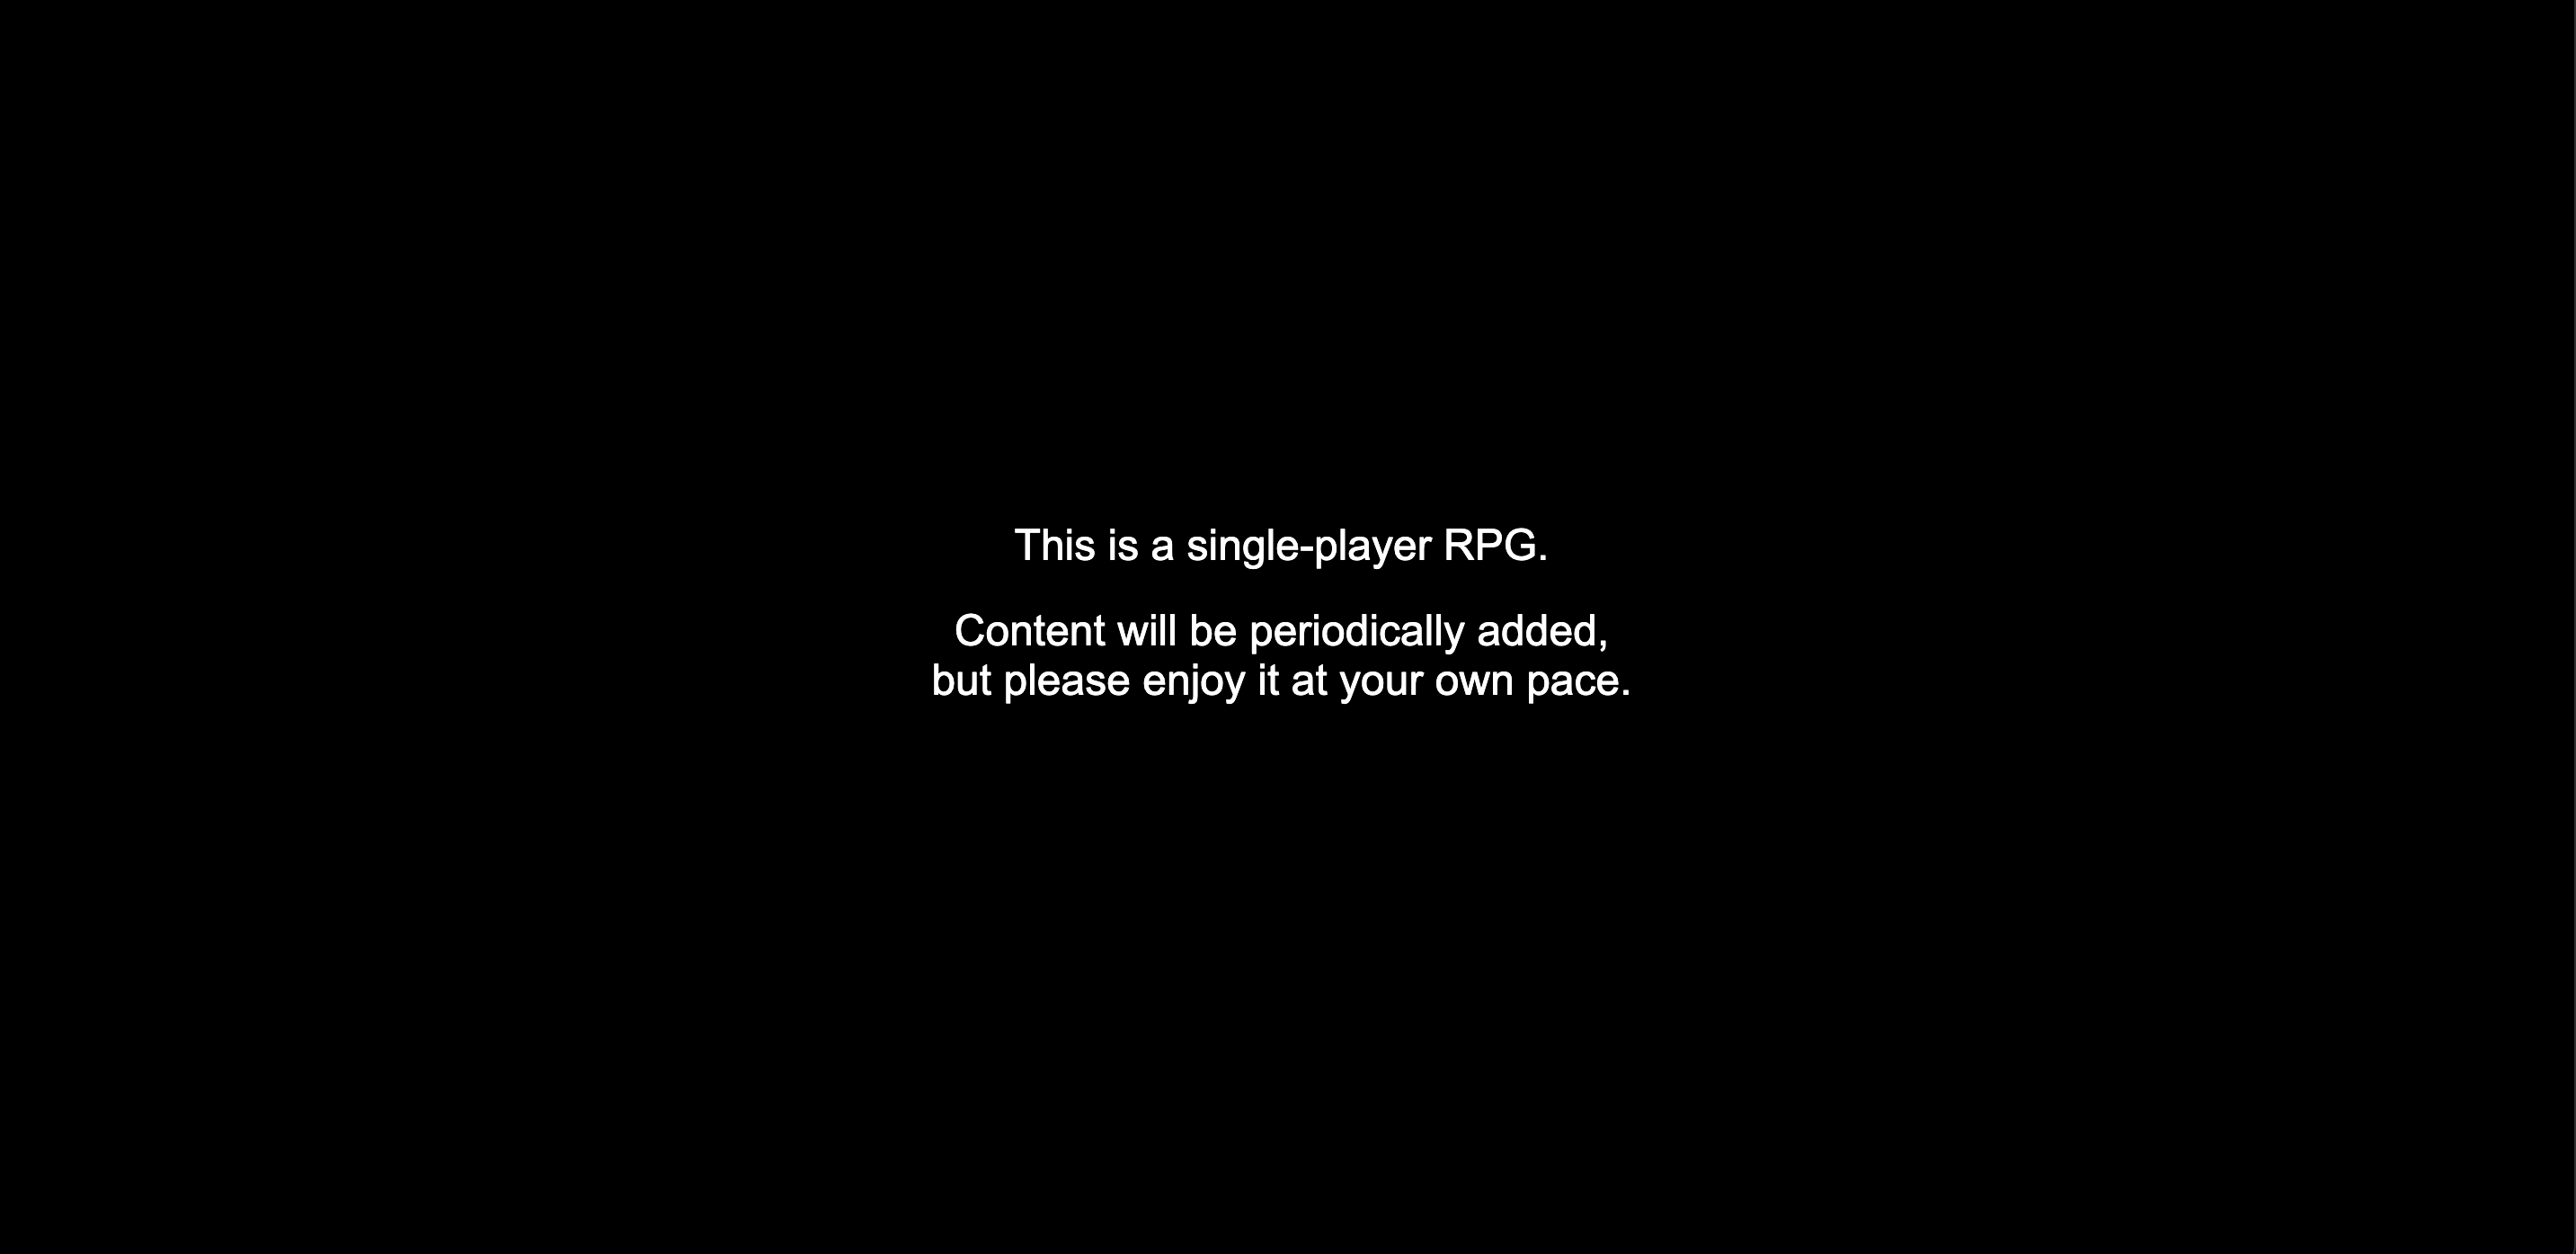 This is a single-player RPG.
Content will be periodically added,
but please enjoy it at your own pace.